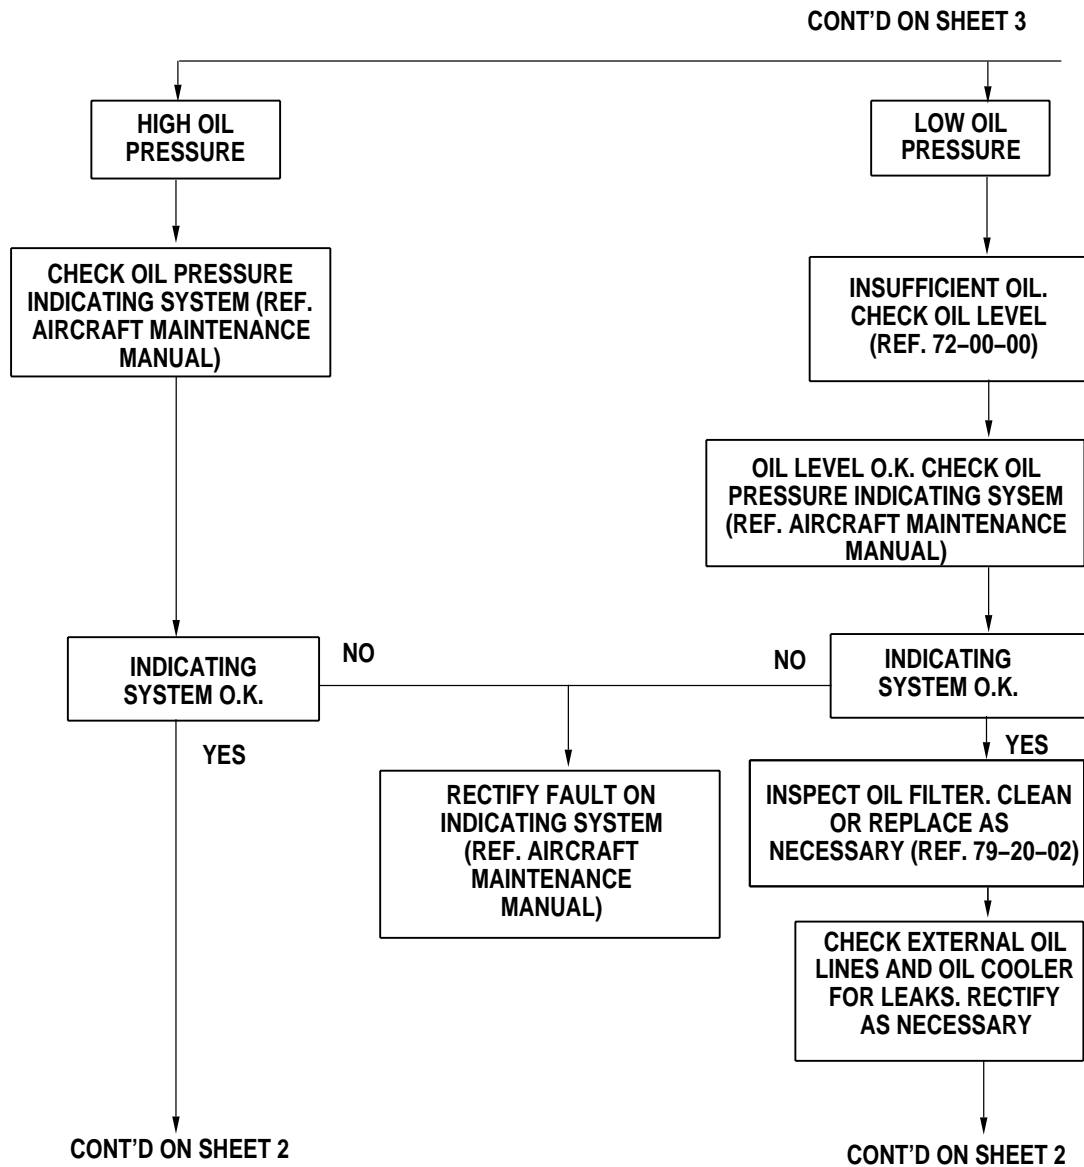 CONT'D ON SHEET 3
HIGH OIL
PRESSURE
LOW OIL
PRESSURE
CHECK OIL PRESSURE
INDICATING SYSTEM (REF.
AIRCRAFT MAINTENANCE
MANUAL)
INSUFFICIENT OIL.
CHECK OIL LEVEL
(REF. 72–00–00)
OIL LEVEL O.K. CHECK OIL
PRESSURE INDICATING SYSEM
(REF. AIRCRAFT MAINTENANCE
MANUAL)
INDICATING
SYSTEM O.K.
NO
NO
INDICATING
SYSTEM O.K.
YES
YES
RECTIFY FAULT ON
INDICATING SYSTEM
(REF. AIRCRAFT
MAINTENANCE
MANUAL)
INSPECT OIL FILTER. CLEAN
OR REPLACE AS
NECESSARY (REF. 79–20–02)
CHECK EXTERNAL OIL
LINES AND OIL COOLER
FOR LEAKS. RECTIFY
AS NECESSARY
CONT'D ON SHEET 2
CONT'D ON SHEET 2